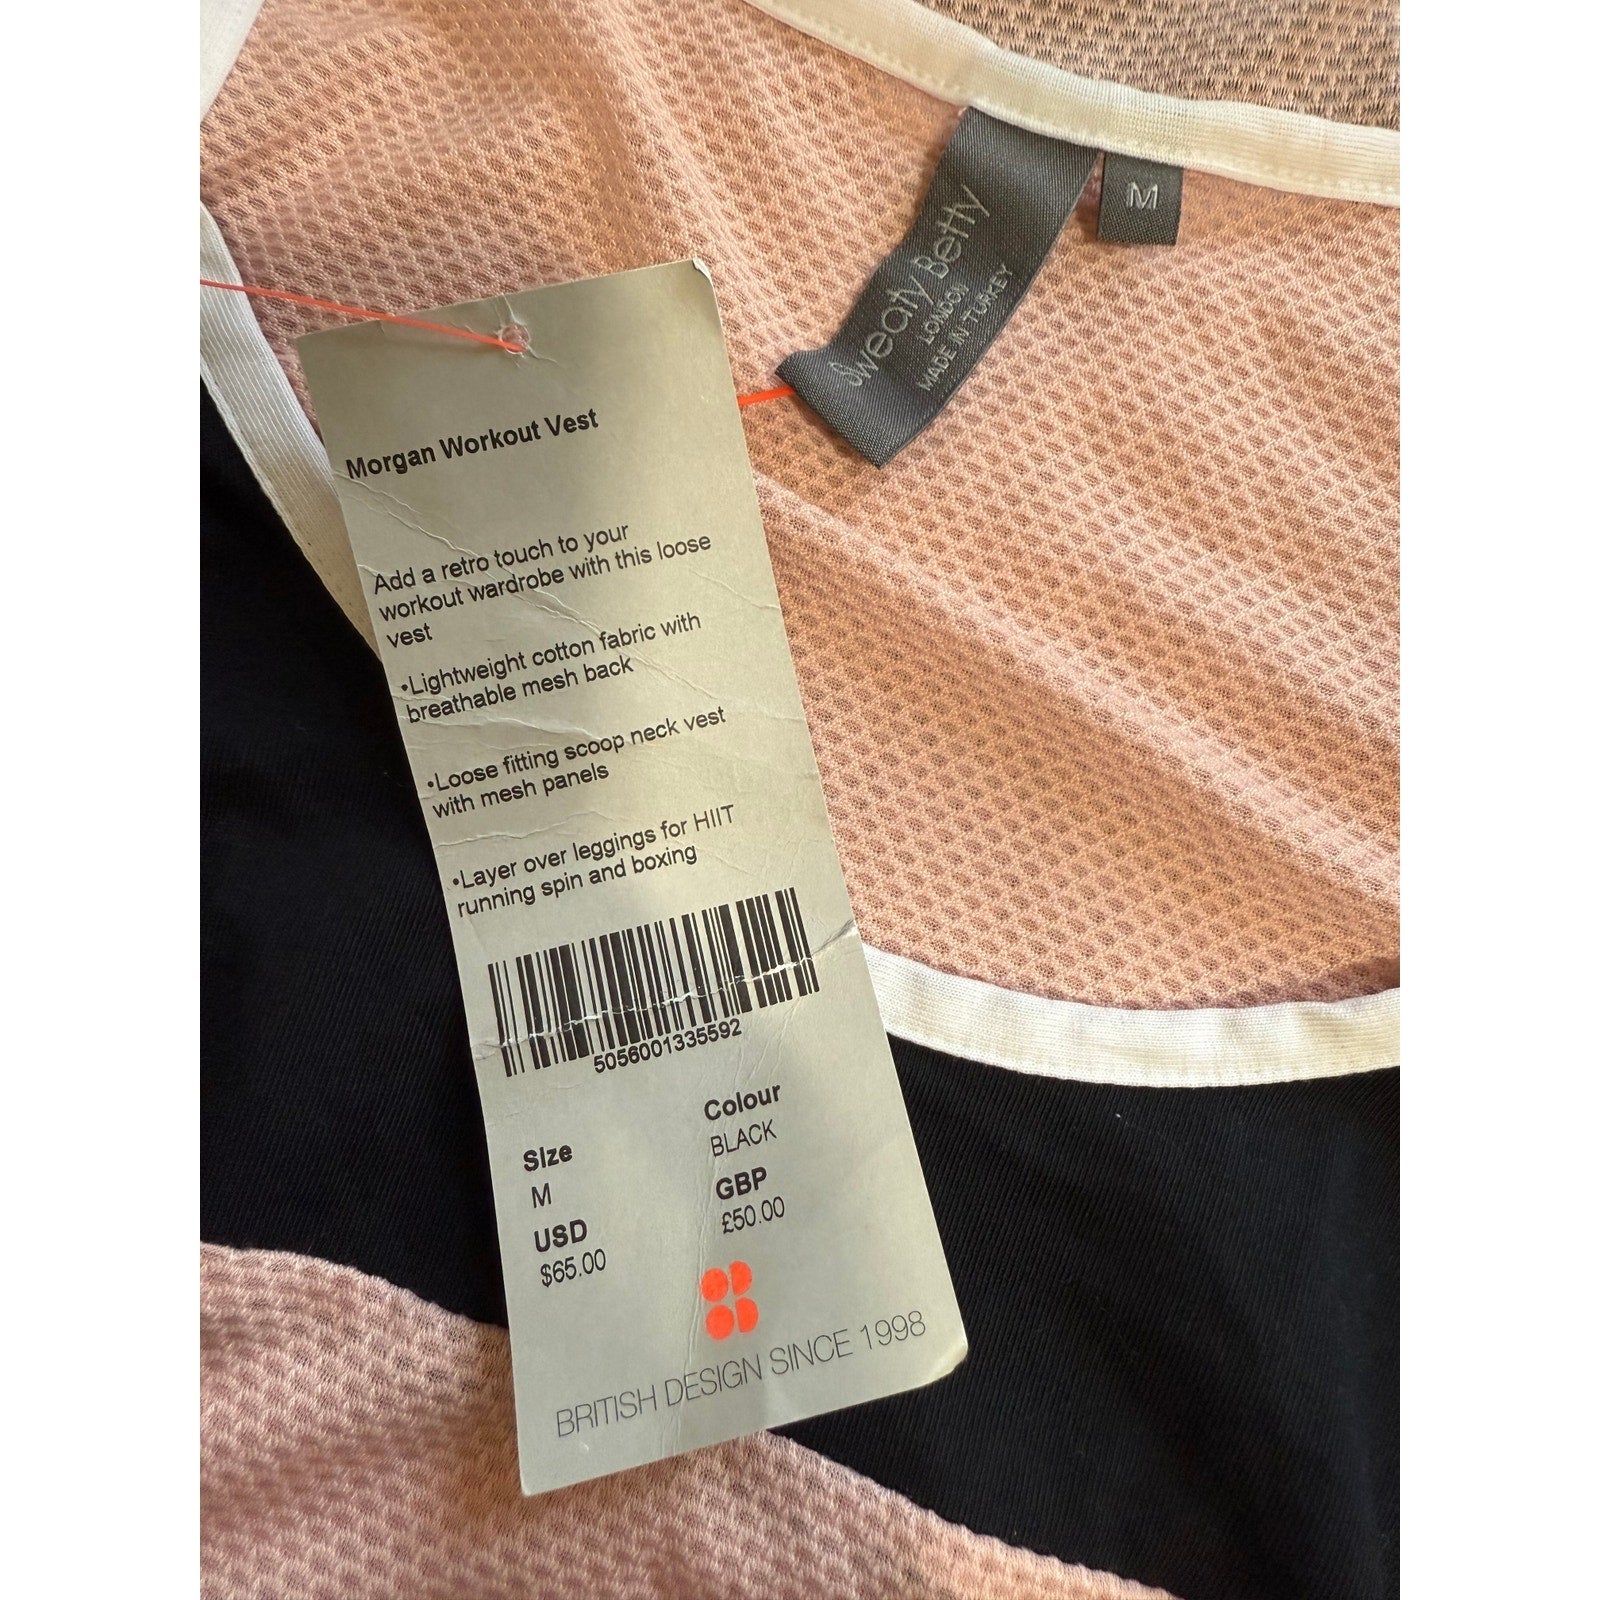 Sweaty Betty
LONDON
MADE IN TURKEY
M
Morgan Workout Vest
Add a retro touch to your
workout wardrobe with this loose
vest
•Lightweight cotton fabric with
breathable mesh back
•Loose fitting scoop neck vest
with mesh panels
•Layer over leggings for HIIT
running spin and boxing
5056001335592
Size
M
Colour
BLACK
USD
$65.00
GBP
£50.00
BRITISH DESIGN SINCE 1998